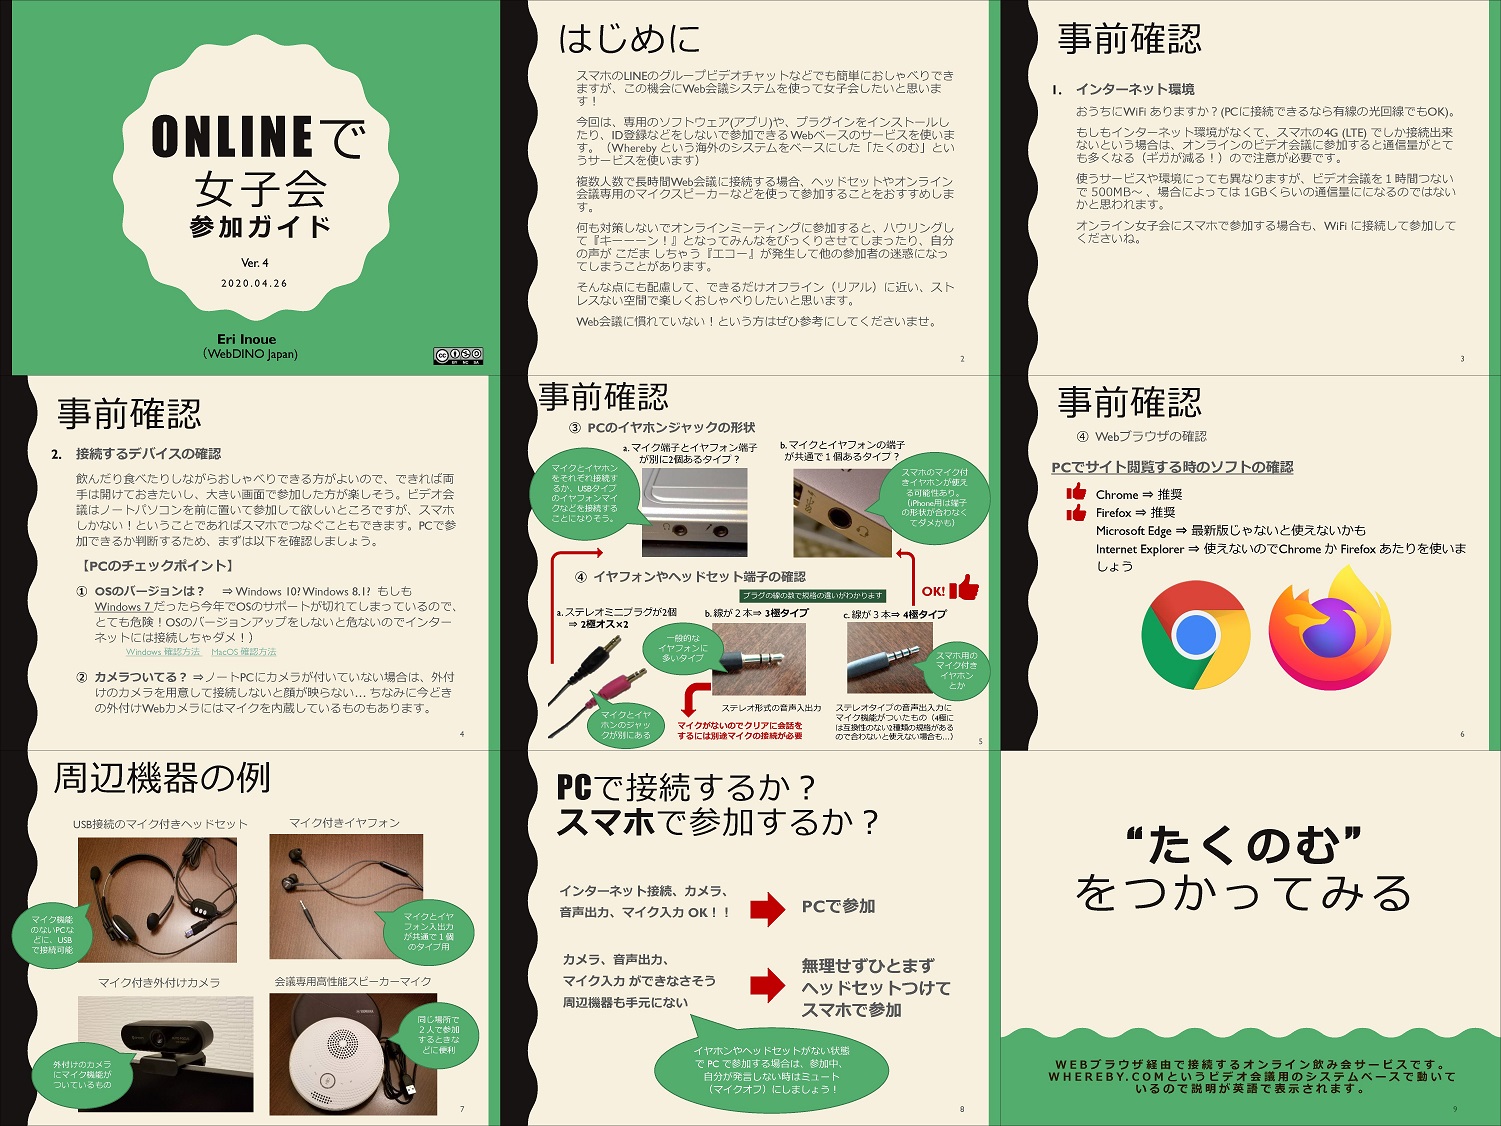 ONLINEで
女子会
参加ガイド
Ver. 4
2020.04.26
Eri Inoue
（WebDINO Japan)
はじめに
スマホのLINEのグループビデオチャットなどでも簡単におしゃべりでき
ますが、この機会にWeb会議システムを使って女子会したいと思いま
す！
今回は、専用のソフトウェア(アプリ)や、プラグインをインストールし
たり、ID登録などをしないで参加できる Webベースのサービスを使いま
す。（Whereby という海外のシステムをベースにした「たくのむ」とい
うサービスを使います）
複数人数で長時間Web会議に接続する場合、ヘッドセットやオンライン
会議専用のマイクスピーカーなどを使って参加することをおすすめしま
す。
何も対策しないでオンラインミーティングに参加すると、ハウリングし
て『キーーーン！』となってみんなをびっくりさせてしまったり、自分
の声が こだま しちゃう『エコー』が発生して他の参加者の迷惑になっ
てしまうことがあります。
そんな点にも配慮して、できるだけオフライン（リアル）に近い、スト
レスない空間で楽しくおしゃべりしたいと思います。
Web会議に慣れていない！という方はぜひ参考にしてくださいませ。
2
事前確認
1. インターネット環境
おうちにWiFi ありますか？(PCに接続できるなら有線の光回線でもOK)。
もしもインターネット環境がなくて、スマホの4G (LTE) でしか接続出来
ないという場合は、オンラインのビデオ会議に参加すると通信量がとて
も多くなる（ギガが減る！）ので注意が必要です。
使うサービスや環境にっても異なりますが、ビデオ会議を１時間つない
で 500MB～ 、場合によっては 1GBくらいの通信量にになるのではない
かと思われます。
オンライン女子会にスマホで参加する場合も、WiFi に接続して参加して
くださいね。
3
事前確認
2. 接続するデバイスの確認
飲んだり食べたりしながらおしゃべりできる方がよいので、できれば両
手は開けておきたいし、大きい画面で参加した方が楽しそう。ビデオ会
議はノートパソコンを前に置いて参加して欲しいところですが、スマホ
しかない！ということであればスマホでつなぐこともできます。PCで参
加できるか判断するため、まずは以下を確認しましょう。
【PCのチェックポイント】
① OSのバージョンは？ ⇒ Windows 10? Windows 8.1? もしも
Windows 7 だったら今年でOSのサポートが切れてしまっているので、
とても危険！OSのバージョンアップをしないと危ないのでインター
ネットには接続しちゃダメ！）
Windows 確認方法 MacOS 確認方法
② カメラついてる？ ⇒ノートPCにカメラが付いていない場合は、外付
けのカメラを用意して接続しないと顔が映らない… ちなみに今どき
の外付けWebカメラにはマイクを内蔵しているものもあります。
4
事前確認
③ PCのイヤホンジャックの形状
a. マイク端子とイヤフォン端子
が別に2個あるタイプ？
b. マイクとイヤフォンの端子
が共通で１個あるタイプ？
マイクとイヤホン
をそれぞれ接続す
るか、USBタイプ
のイヤフォンマイ
クなどを接続する
ことになりそう。
スマホのマイク付
きイヤホンが使え
る可能性あり。
（iPhone用は端子
の形状が合わなく
てダメかも）
④ イヤフォンやヘッドセット端子の確認
OK!
プラグの線の数で規格の違いがわかります
a. ステレオミニプラグが2個
⇒ 2極オス×2
b. 線が２本⇒ 3極タイプ
c. 線が３本⇒ 4極タイプ
一般的な
イヤフォンに
多いタイプ
スマホ用の
マイク付き
イヤホン
とか
マイクとイヤ
ホンのジャッ
クが別にある
ステレオ形式の音声入出力
マイクがないのでクリアに会話を
するには別途マイクの接続が必要
ステレオタイプの音声出入力に
マイク機能がついたもの（4極に
は互換性のない2種類の規格がある
ので合わないと使えない場合も…）
5
事前確認
④ Webブラウザの確認
PCでサイト閲覧する時のソフトの確認
Chrome ⇒ 推奨
Firefox ⇒ 推奨
Microsoft Edge ⇒ 最新版じゃないと使えないかも
Internet Explorer ⇒ 使えないのでChrome か Firefox あたりを使いま
しょう
6
周辺機器の例
USB接続のマイク付きヘッドセット
マイク付きイヤフォン
マイク機能
のないPCな
どに、USB
で接続可能
マイクとイヤ
フォン入出力
が共通で１個
のタイプ用
マイク付き外付けカメラ
会議専用高性能スピーカーマイク
外付けのカメラ
にマイク機能が
ついているもの
同じ場所で
２人で参加
するときな
どに便利
7
PCで接続するか？
スマホで参加するか？
インターネット接続、カメラ、
音声出力、マイク入力 OK！！
PCで参加
カメラ、音声出力、
マイク入力 ができなさそう
周辺機器も手元にない
無理せずひとまず
ヘッドセットつけて
スマホで参加
イヤホンやヘッドセットがない状態
で PC で参加する場合は、参加中、
自分が発言しない時はミュート
（マイクオフ）にしましょう！
8
“たくのむ”
をつかってみる
WEBブラウザ経由で接続するオンライン飲み会サービスです。
WHEREBY.COMというビデオ会議用のシステムベースで動いて
いるので説明が英語で表示されます。
9